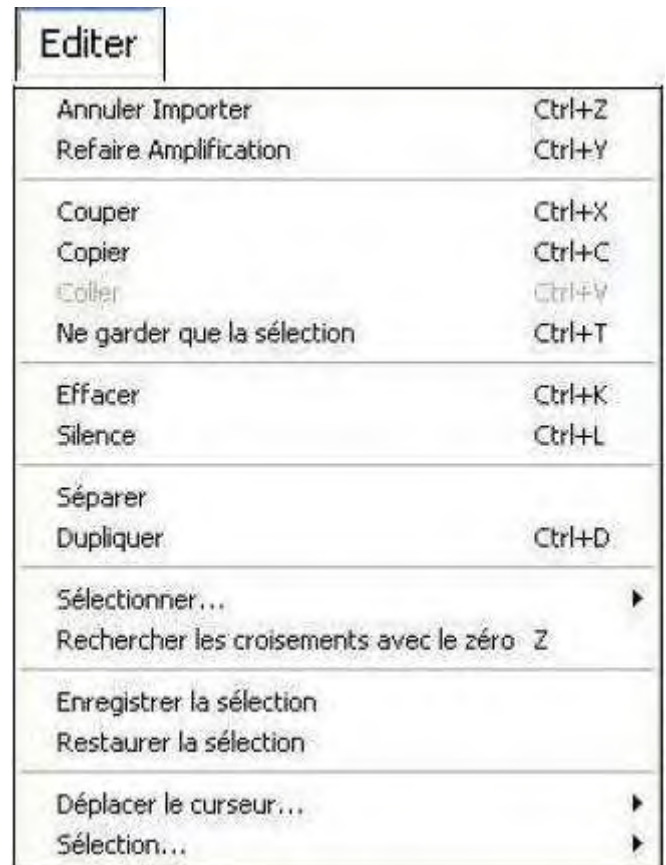 Editer
Annuler Importer Ctrl+Z
Refaire Amplification Ctrl+Y
Couper Ctrl+X
Copier Ctrl+C
Coller Ctrl+V
Ne garder que la sélection Ctrl+T
Effacer Ctrl+K
Silence Ctrl+L
Séparer
Dupliquer Ctrl+D
Sélectionner...
Rechercher les croisements avec le zéro Z
Enregistrer la sélection
Restaurer la sélection
Déplacer le curseur...
Sélection...